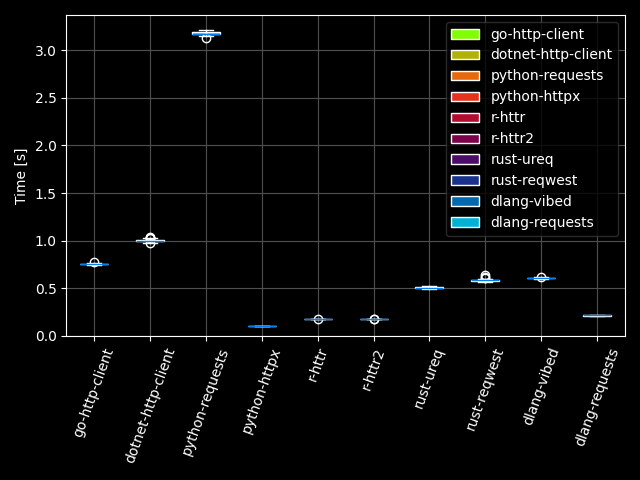 Time [s]
3.0
2.5
2.0
1.5
1.0
0.5
0.0
go-http-client
dotnet-http-client
python-requests
python-httpx
r-httr
r-httr2
rust-ureq
rust-reqwest
dlang-vibed
dlang-requests
go-http-client
dotnet-http-client
python-requests
python-httpx
r-httr
r-httr2
rust-ureq
rust-reqwest
dlang-vibed
dlang-requests